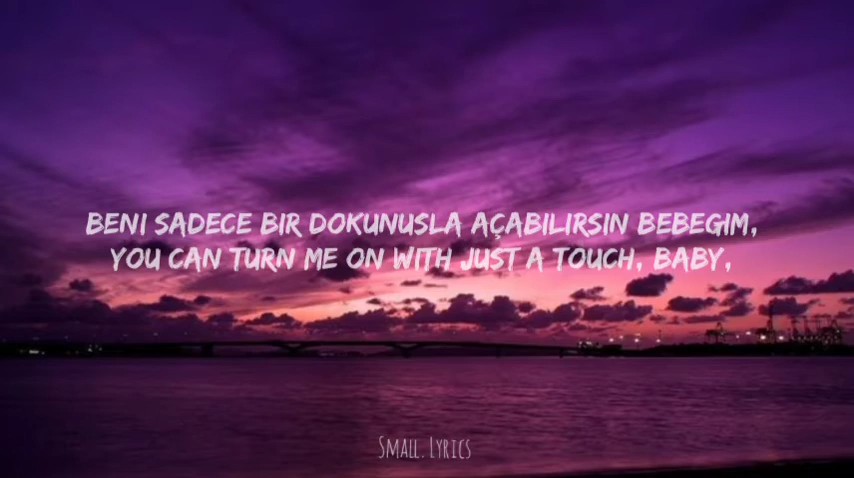 BENI SADECE BIR DOKUNUSLA AÇABILIRSIN BEBEGIM,
YOU CAN TURN ME ON WITH JUST A TOUCH, BABY,
SMALL. LYRICS